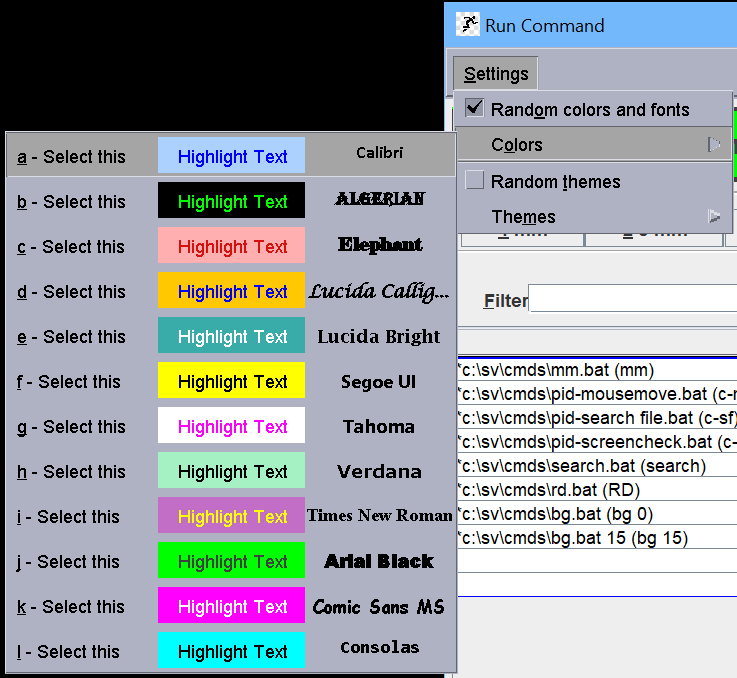 Run Command
Settings
Random colors and fonts
Colors
Random themes
Themes
a - Select this Highlight Text Calibri
b - Select this Highlight Text ALGERIAN
c - Select this Highlight Text Elephant
d - Select this Highlight Text Lucida Callig...
e - Select this Highlight Text Lucida Bright
f - Select this Highlight Text Segoe UI
g - Select this Highlight Text Tahoma
h - Select this Highlight Text Verdana
i - Select this Highlight Text Times New Roman
j - Select this Highlight Text Arial Black
k - Select this Highlight Text Comic Sans MS
l - Select this Highlight Text Consolas
Filter
*c:\sv\cmds\mm.bat (mm)
*c:\sv\cmds\pid-mousemove.bat (c-
*c:\sv\cmds\pid-search file.bat (c-sf)
*c:\sv\cmds\pid-screencheck.bat (c-
*c:\sv\cmds\search.bat (search)
*c:\sv\cmds\rd.bat (RD)
*c:\sv\cmds\bg.bat (bg 0)
*c:\sv\cmds\bg.bat 15 (bg 15)